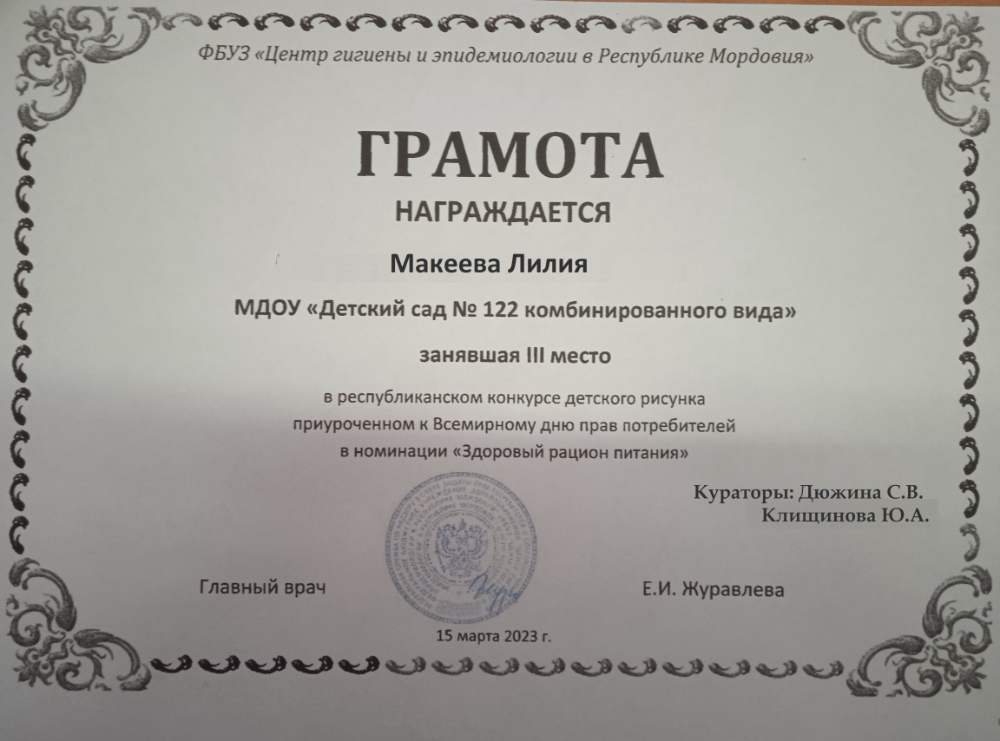 ФБУЗ «Центр гигиены и эпидемиологии в Республике Мордовия»
ГРАМОТА
НАГРАЖДАЕТСЯ
Макеева Лилия
МДОУ «Детский сад № 122 комбинированного вида»
занявшая III место
в республиканском конкурсе детского рисунка
приуроченном к Всемирному дню прав потребителей
в номинации «Здоровый рацион питания»
Кураторы: Дюжина С.В.
Клищинова Ю.А.
Главный врач
Е.И. Журавлева
15 марта 2023 г.